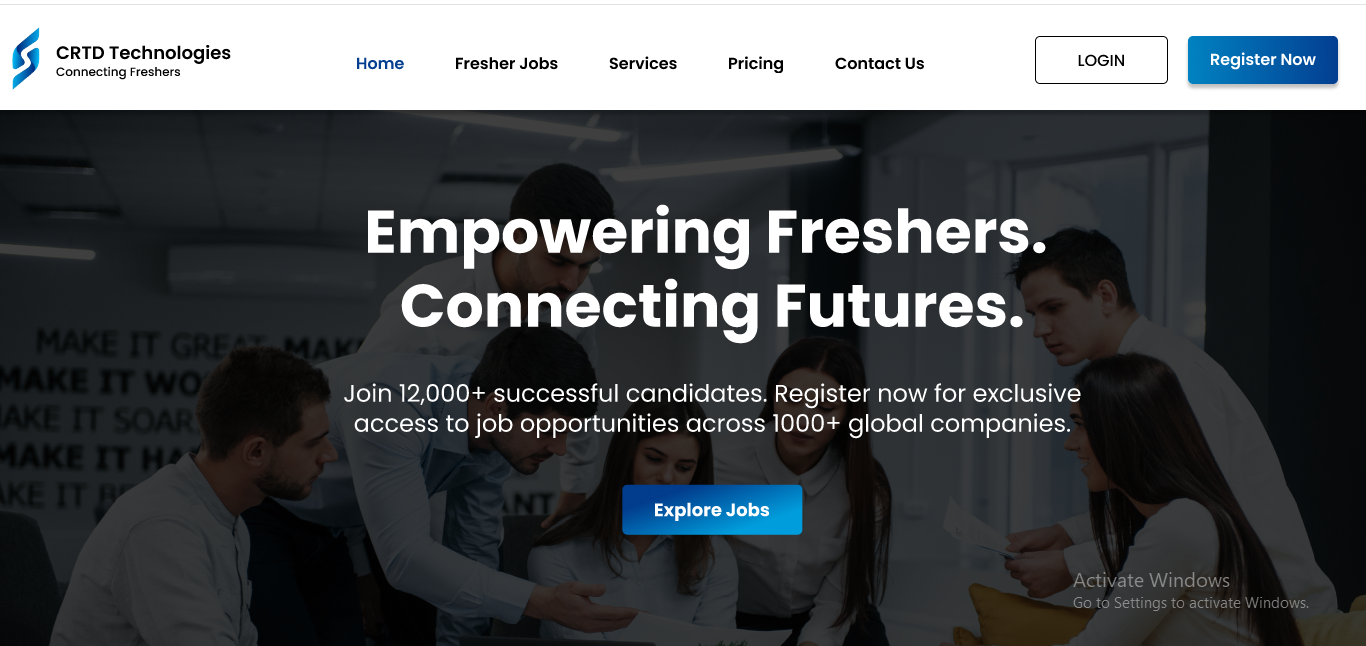 CRTD Technologies
Connecting Freshers
Home
Fresher Jobs
Services
Pricing
Contact Us
LOGIN
Register Now
Empowering Freshers.
Connecting Futures.
Join 12,000+ successful candidates. Register now for exclusive
access to job opportunities across 1000+ global companies.
Explore Jobs
MAKE IT GREAT MAKE
MAKE IT
MAKE IT SOAR
MAKE IT
MAKE IT
Activate Windows
Go to Settings to activate Windows.